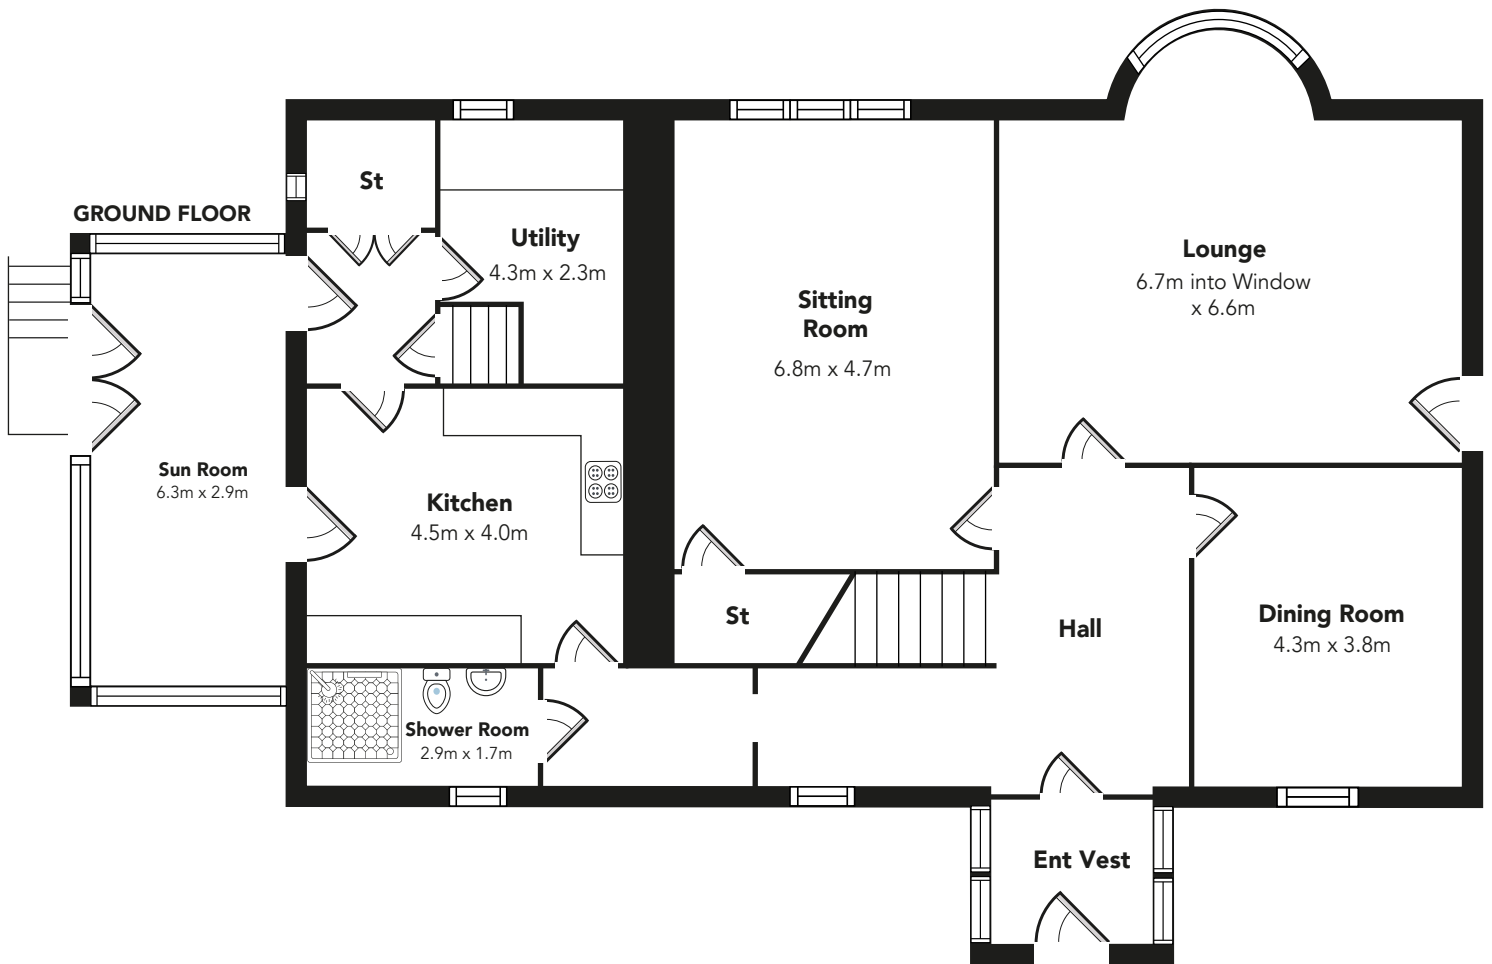 GROUND FLOOR
St
Utility
4.3m x 2.3m
Sitting
Room
6.8m x 4.7m
Lounge
6.7m into Window
x 6.6m
Sun Room
6.3m x 2.9m
Kitchen
4.5m x 4.0m
St
Hall
Dining Room
4.3m x 3.8m
Shower Room
2.9m x 1.7m
Ent Vest